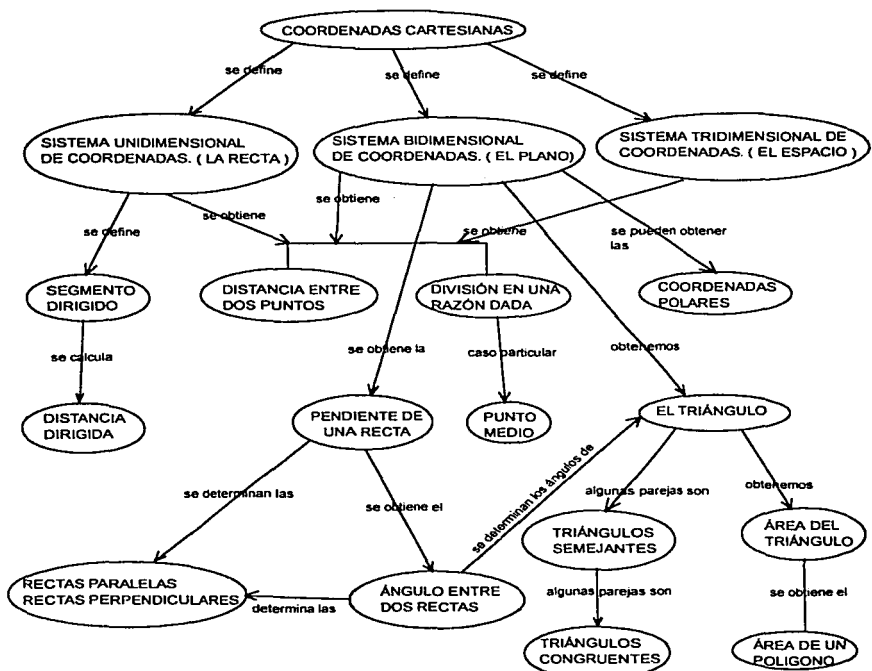 COORDENADAS CARTESIANAS
se define
se define
se define
SISTEMA UNIDIMENSIONAL
DE COORDENADAS. ( LA RECTA )
SISTEMA BIDIMENSIONAL
DE COORDENADAS. ( EL PLANO)
SISTEMA TRIDIMENSIONAL DE
COORDENADAS. ( EL ESPACIO )
se define
se obtiene
se obtiene
se obtiene
se pueden obtener
las
SEGMENTO
DIRIGIDO
DISTANCIA ENTRE
DOS PUNTOS
DIVISIÓN EN UNA
RAZÓN DADA
COORDENADAS
POLARES
se calcula
se obtiene la
caso particular
obtenemos
DISTANCIA
DIRIGIDA
PENDIENTE DE
UNA RECTA
PUNTO
MEDIO
EL TRIÁNGULO
se determinan las
se obtiene el
se determinan los ángulos de
algunas parejas son
obtenemos
TRIÁNGULOS
SEMEJANTES
ÁREA DEL
TRIÁNGULO
RECTAS PARALELAS
RECTAS PERPENDICULARES
determina las
ÁNGULO ENTRE
DOS RECTAS
algunas parejas son
se obtiene el
TRIÁNGULOS
CONGRUENTES
ÁREA DE UN
POLIGONO